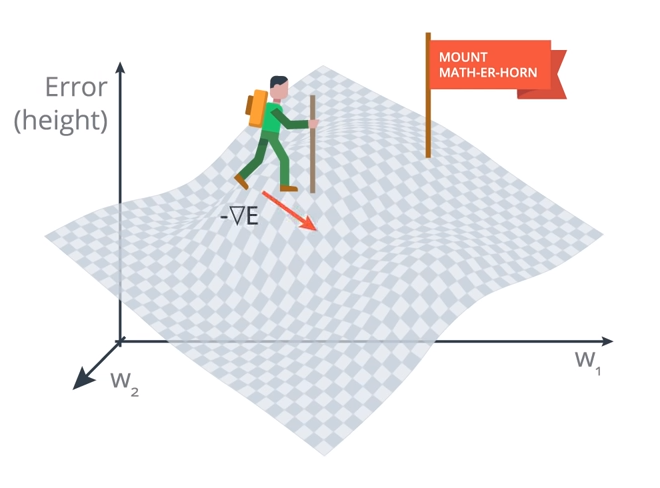 MOUNT
MATH-ER-HORN
Error
(height)
-∇E
W₁
W₂